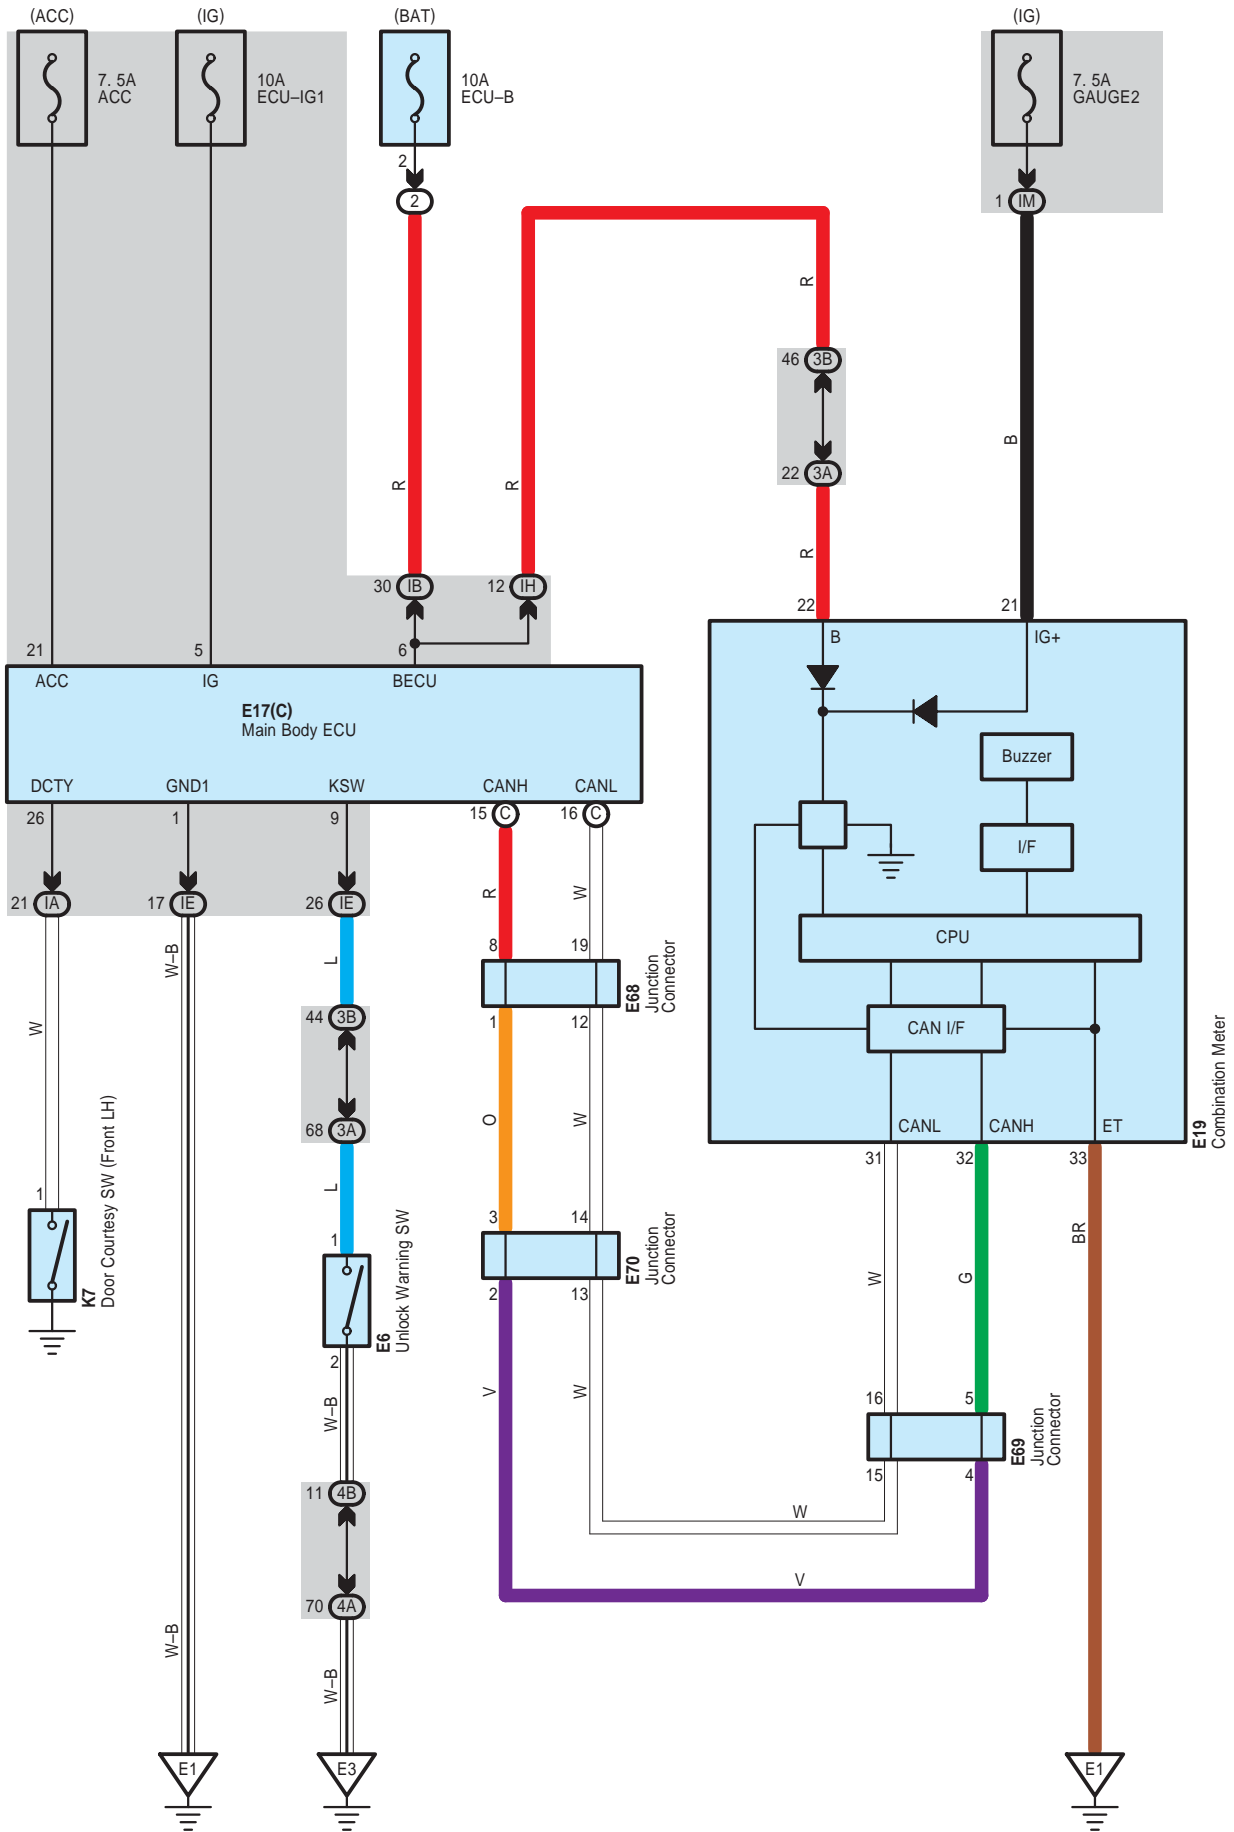 (ACC)
(IG)
(BAT)
(IG)
7. 5A
ACC
10A
ECU–IG1
10A
ECU–B
7. 5A
GAUGE2
2
2
1
IM
R
46
3B
22
3A
R
R
R
B
30
IB
12
IH
22
21
21
5
6
B
IG+
ACC
IG
BECU
E17(C)
Main Body ECU
DCTY
GND1
KSW
CANH
CANL
26
1
9
15
C
16
C
Buzzer
I/F
CPU
CAN I/F
CANL
CANH
ET
E19
Combination Meter
21
IA
17
IE
26
IE
W–B
L
R
W
8
19
E68
Junction
Connector
1
12
44
3B
68
3A
W
L
O
W
31
32
33
1
K7
Door Courtesy SW (Front LH)
1
E6
Unlock Warning SW
2
3
14
E70
Junction
Connector
2
13
W
G
BR
W–B
V
W
16
5
E69
Junction
Connector
15
4
11
4B
70
4A
W
V
W–B
W–B
E1
E3
E1